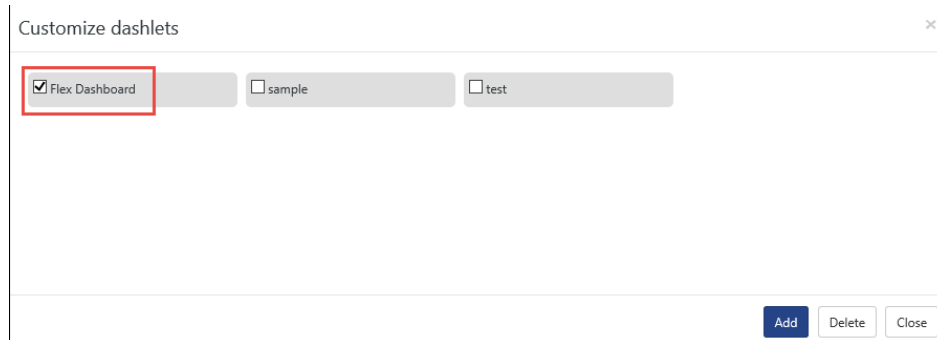 Customize dashlets
Flex Dashboard
sample
test
Add
Delete
Close